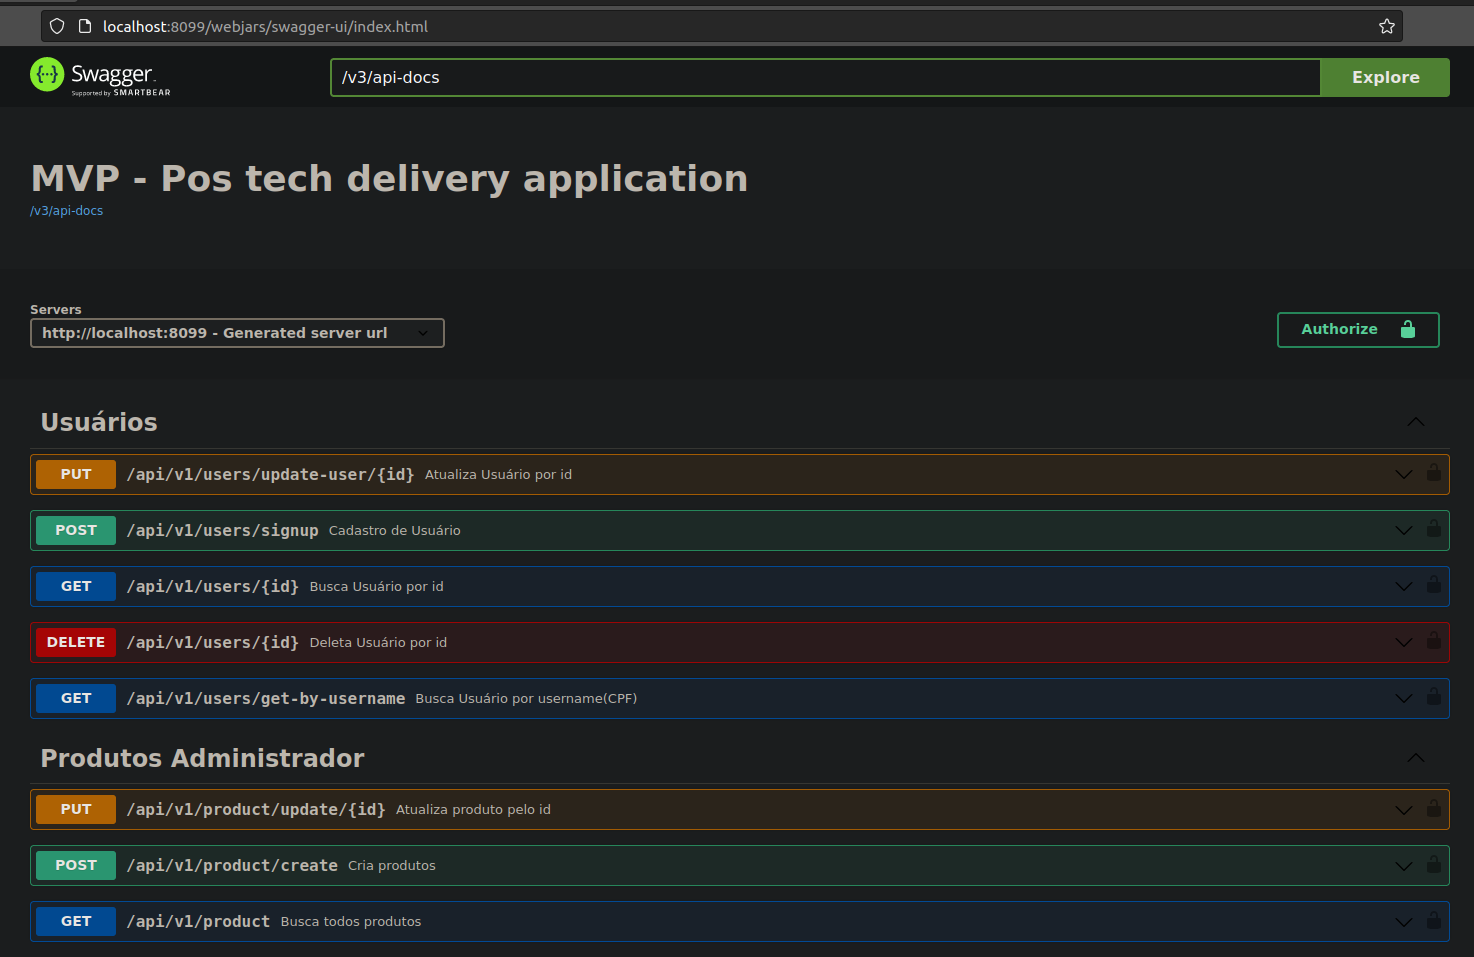 localhost:8099/webjars/swagger-ui/index.html
Swagger.
Supported by SMARTBEAR
/v3/api-docs
Explore
MVP - Pos tech delivery application
/v3/api-docs
Servers
http://localhost:8099 - Generated server url
Authorize
Usuários
PUT /api/v1/users/update-user/{id} Atualiza Usuário por id
POST /api/v1/users/signup Cadastro de Usuário
GET /api/v1/users/{id} Busca Usuário por id
DELETE /api/v1/users/{id} Deleta Usuário por id
GET /api/v1/users/get-by-username Busca Usuário por username(CPF)
Produtos Administrador
PUT /api/v1/product/update/{id} Atualiza produto pelo id
POST /api/v1/product/create Cria produtos
GET /api/v1/product Busca todos produtos